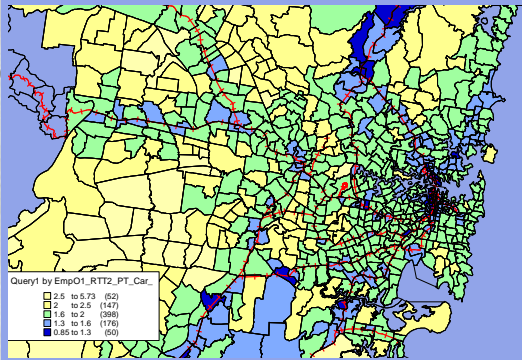 Query1 by EmpO1_RTT2_PT_Car_
2.5 to 5.73 (52)
2 to 2.5 (147)
1.6 to 2 (398)
1.3 to 1.6 (176)
0.85 to 1.3 (50)